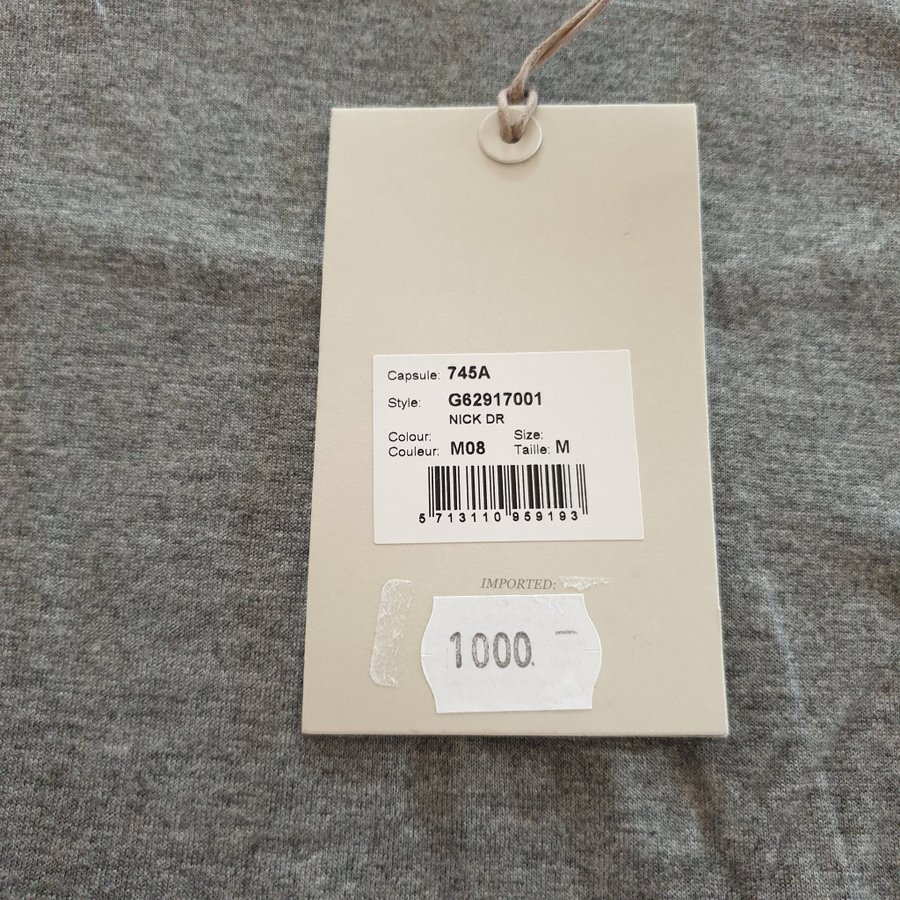 Capsule: 745A
Style: G62917001
NICK DR
Colour: Size:
Couleur: M08 Taille: M
5 713110 959193
IMPORTED:
1000.–